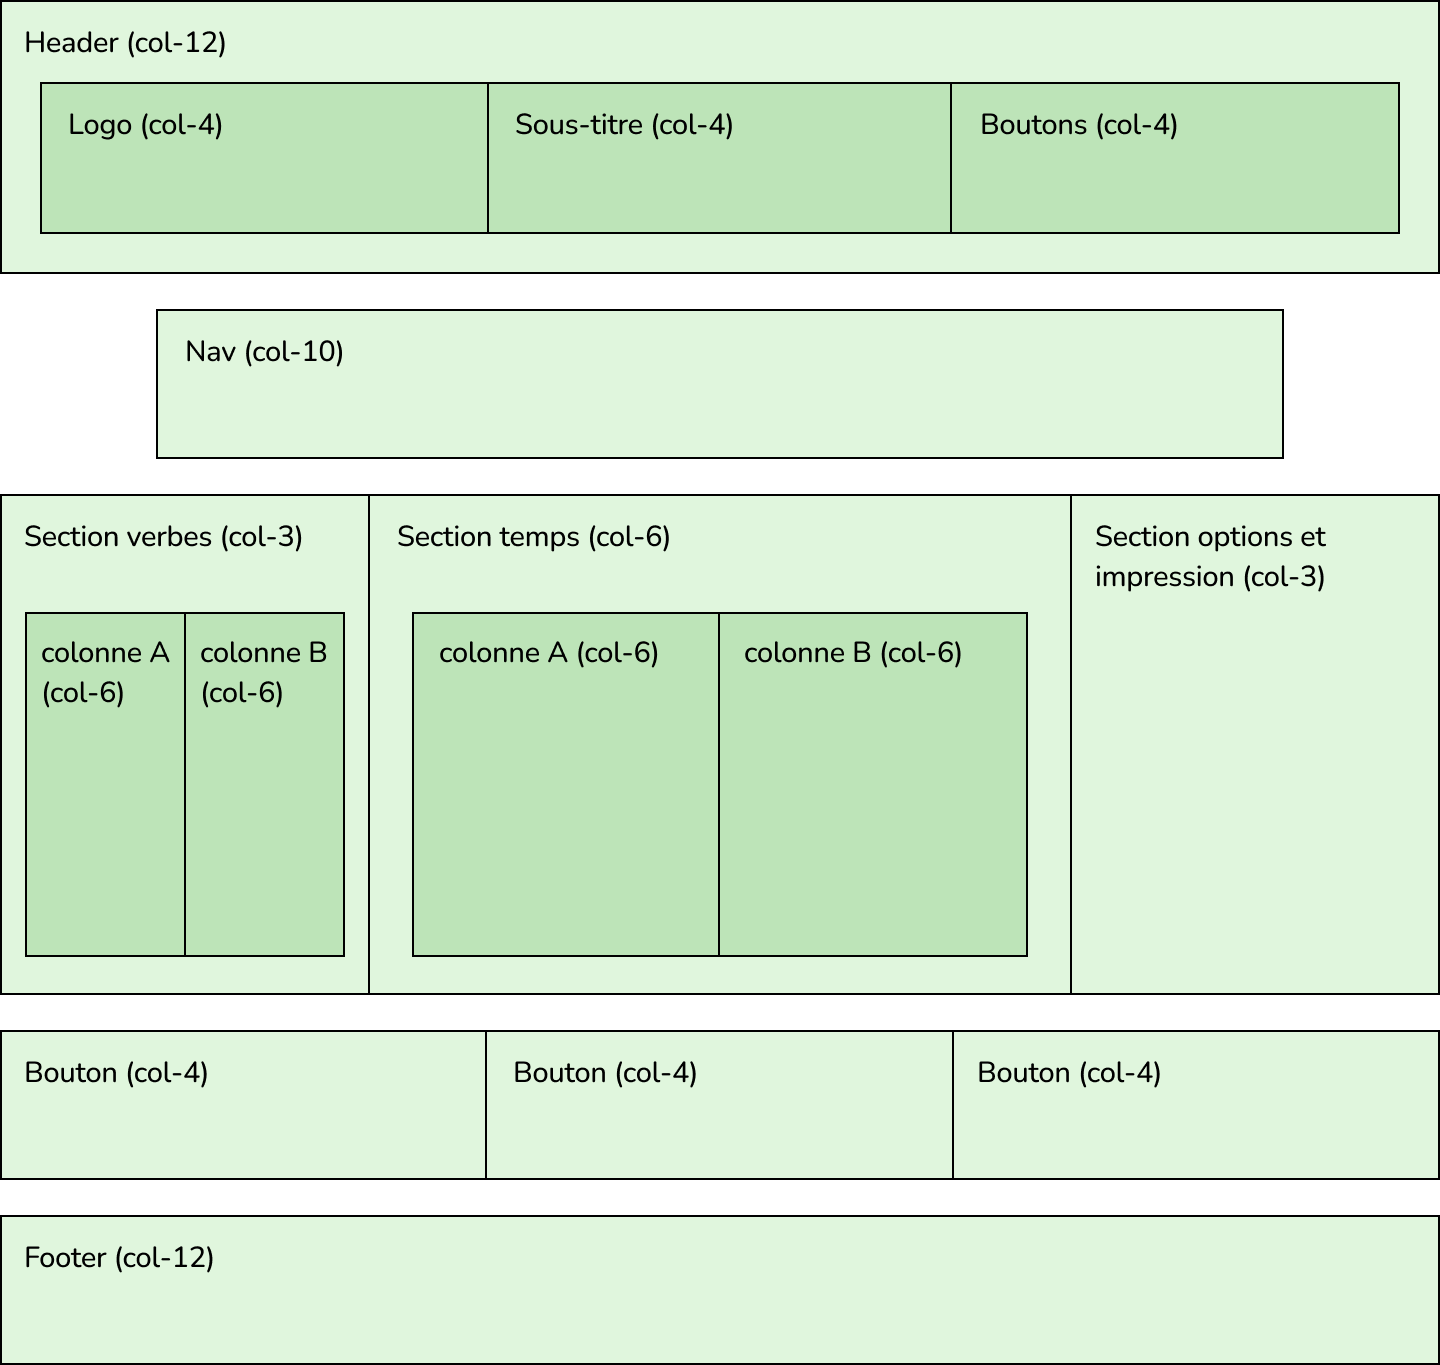 Header (col-12)
Logo (col-4)
Sous-titre (col-4)
Boutons (col-4)
Nav (col-10)
Section verbes (col-3)
colonne A
(col-6)
colonne B
(col-6)
Section temps (col-6)
colonne A (col-6)
colonne B (col-6)
Section options et
impression (col-3)
Bouton (col-4)
Bouton (col-4)
Bouton (col-4)
Footer (col-12)